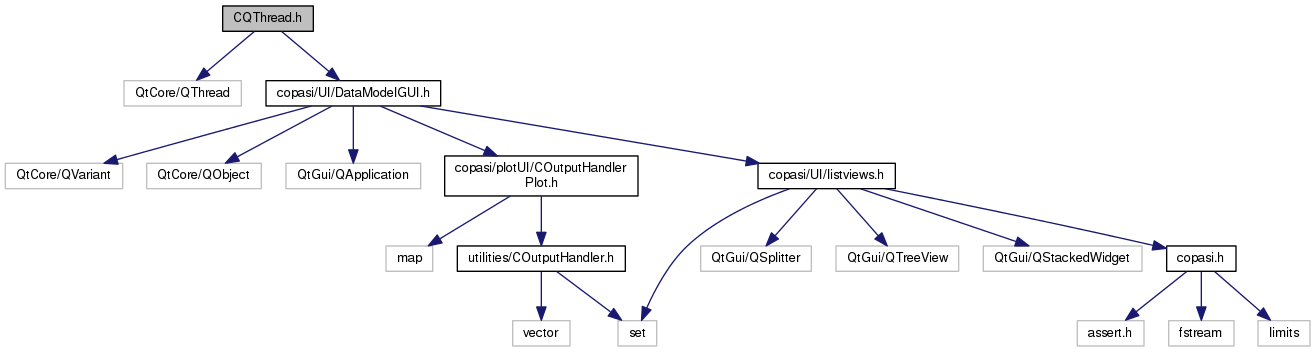 CQThread.h
QtCore/QThread
copasi/UI/DataModelGUI.h
QtCore/QVariant
QtCore/QObject
QtGui/QApplication
copasi/plotUI/COutputHandler
Plot.h
copasi/UI/listviews.h
map
utilities/COutputHandler.h
QtGui/QSplitter
QtGui/QTreeView
QtGui/QStackedWidget
copasi.h
vector
set
assert.h
fstream
limits